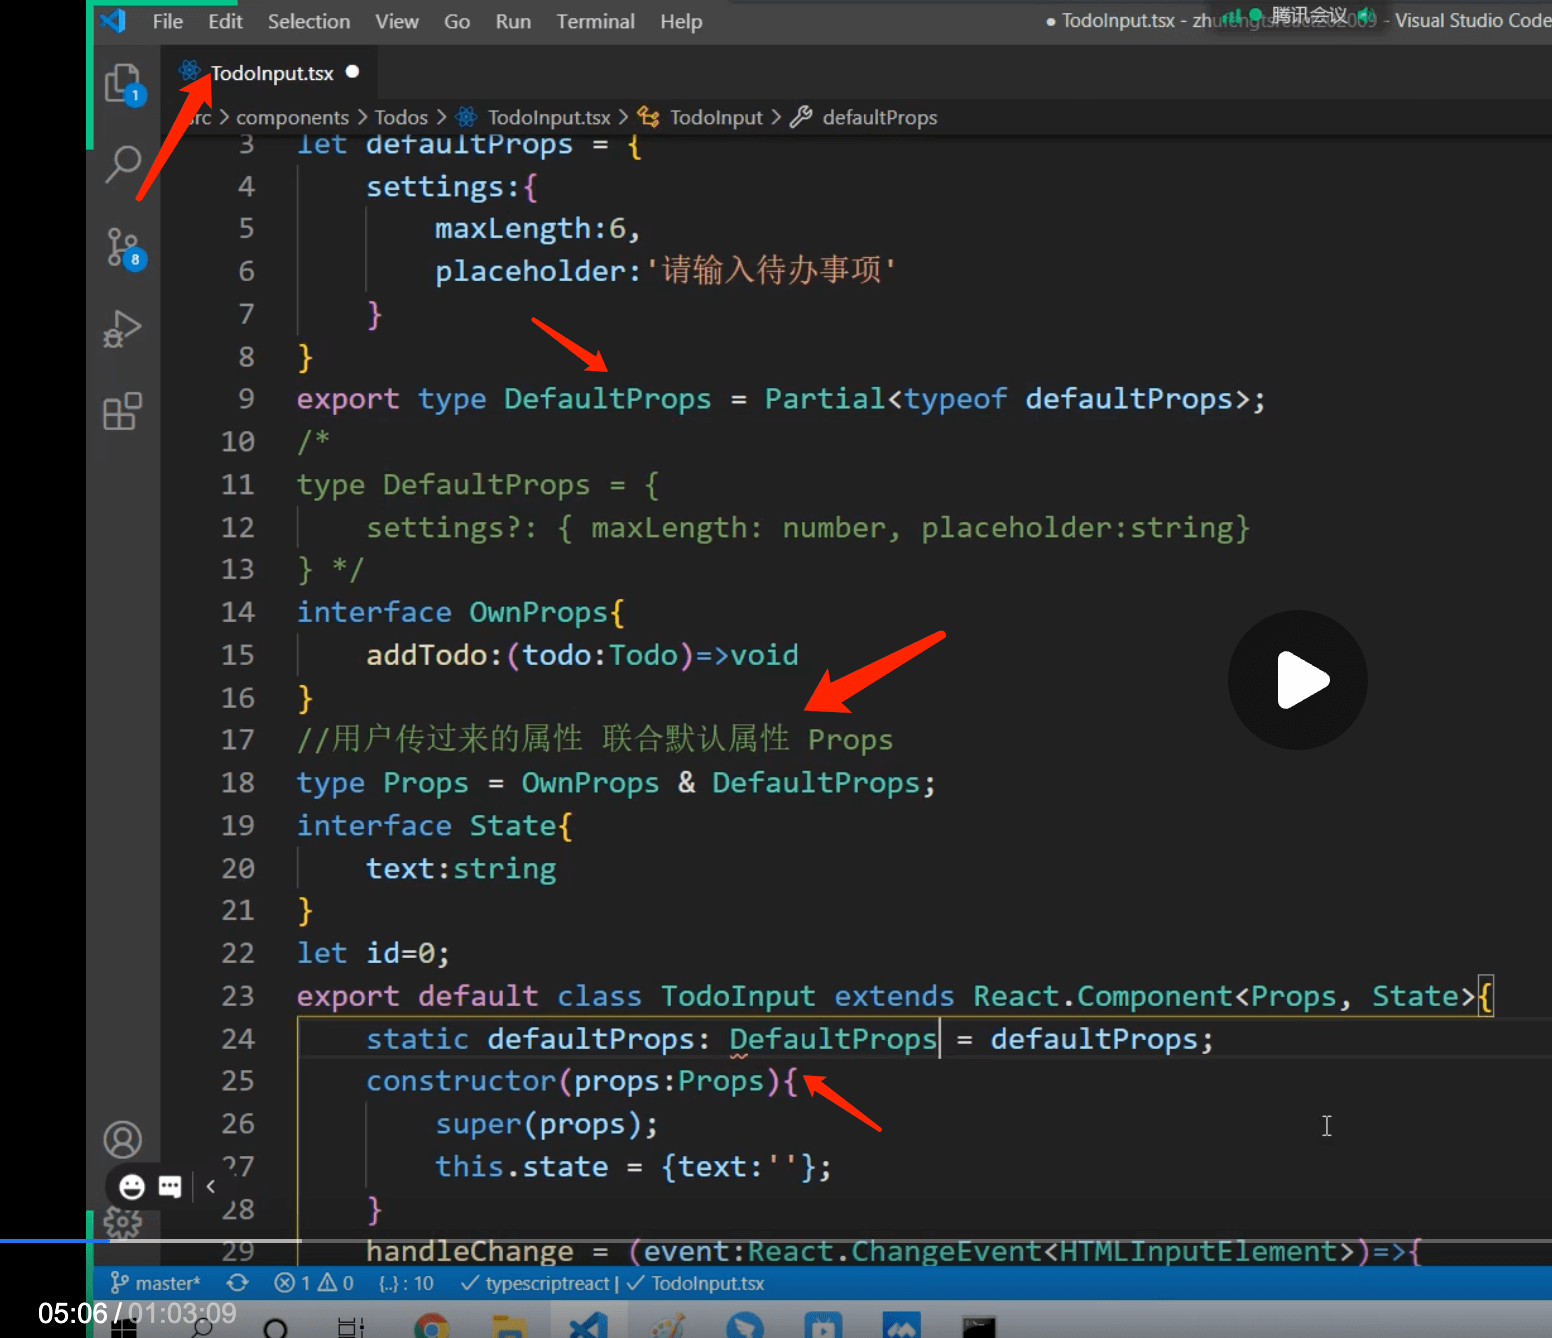 File Edit Selection View Go Run Terminal Help
● TodoInput.tsx - zhufengtsreact202009 - Visual Studio Code
腾讯会议
TodoInput.tsx ●
src > components > Todos > TodoInput.tsx > TodoInput > defaultProps
1
8
3 let defaultProps = {
4 settings:{
5 maxLength:6,
6 placeholder:'请输入待办事项'
7 }
8 }
9 export type DefaultProps = Partial<typeof defaultProps>;
10 /*
11 type DefaultProps = {
12 settings?: { maxLength: number, placeholder:string}
13 } */
14 interface OwnProps{
15 addTodo:(todo:Todo)=>void
16 }
17 //用户传过来的属性 联合默认属性 Props
18 type Props = OwnProps & DefaultProps;
19 interface State{
20 text:string
21 }
22 let id=0;
23 export default class TodoInput extends React.Component<Props, State>{
24 static defaultProps: DefaultProps = defaultProps;
25 constructor(props:Props){
26 super(props);
27 this.state = {text:''};
28 }
29 handleChange = (event:React.ChangeEvent<HTMLInputElement>)=>{
master* 1 0 {..} : 10 ✓ typescriptreact | ✓ TodoInput.tsx
05:06 / 01:03:09